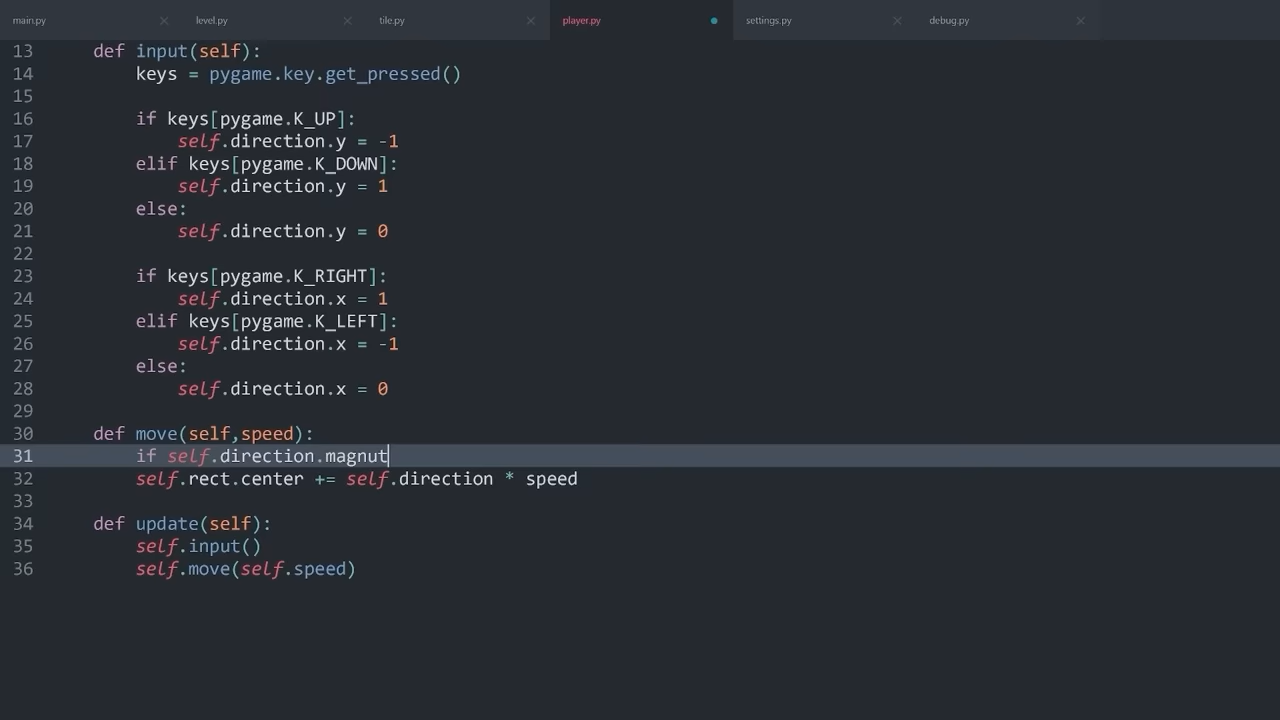 main.py level.py tile.py player.py settings.py debug.py
13 def input(self):
14 keys = pygame.key.get_pressed()
15
16 if keys[pygame.K_UP]:
17 self.direction.y = -1
18 elif keys[pygame.K_DOWN]:
19 self.direction.y = 1
20 else:
21 self.direction.y = 0
22
23 if keys[pygame.K_RIGHT]:
24 self.direction.x = 1
25 elif keys[pygame.K_LEFT]:
26 self.direction.x = -1
27 else:
28 self.direction.x = 0
29
30 def move(self,speed):
31 if self.direction.magnut
32 self.rect.center += self.direction * speed
33
34 def update(self):
35 self.input()
36 self.move(self.speed)